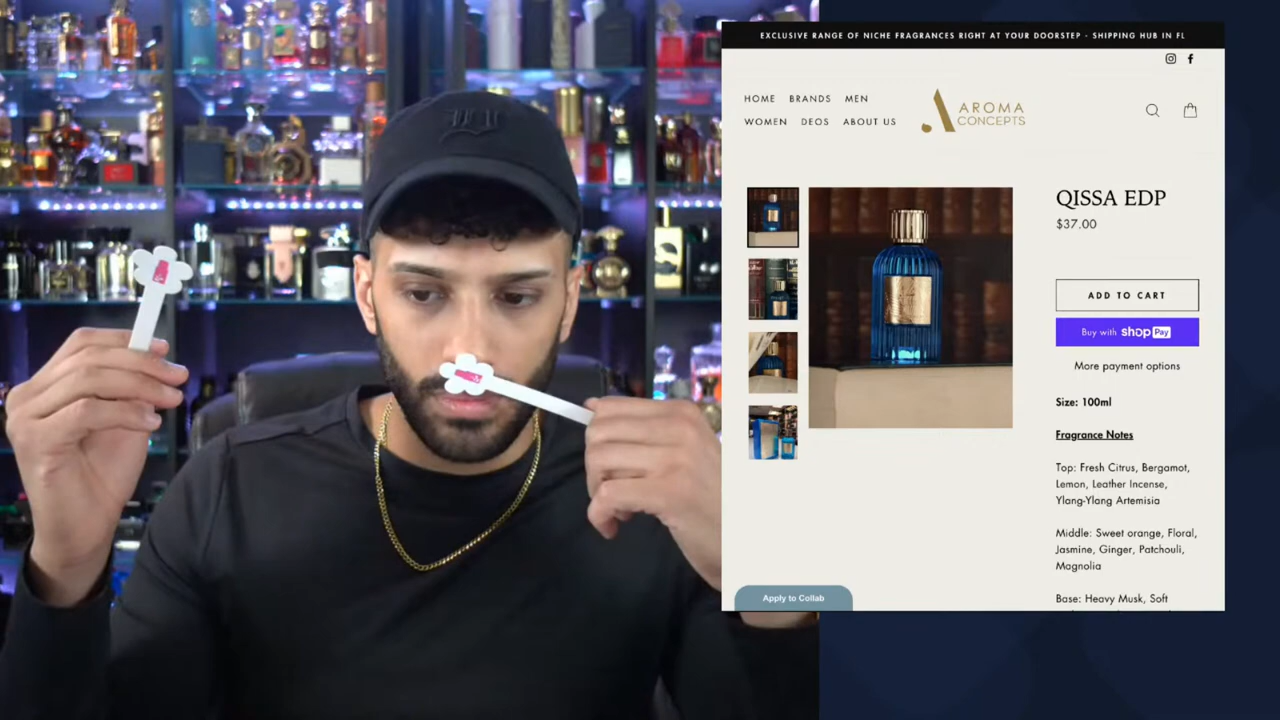 EXCLUSIVE RANGE OF NICHE FRAGRANCES RIGHT AT YOUR DOORSTEP - SHIPPING HUB IN FL
HOME BRANDS MEN
WOMEN DEOS ABOUT US
AROMA
CONCEPTS
QISSA EDP
$37.00
ADD TO CART
Buy with shop Pay
More payment options
Size: 100ml
Fragrance Notes
Top: Fresh Citrus, Bergamot,
Lemon, Leather Incense,
Ylang-Ylang Artemisia
Middle: Sweet orange, Floral,
Jasmine, Ginger, Patchouli,
Magnolia
Base: Heavy Musk, Soft
Apply to Collab